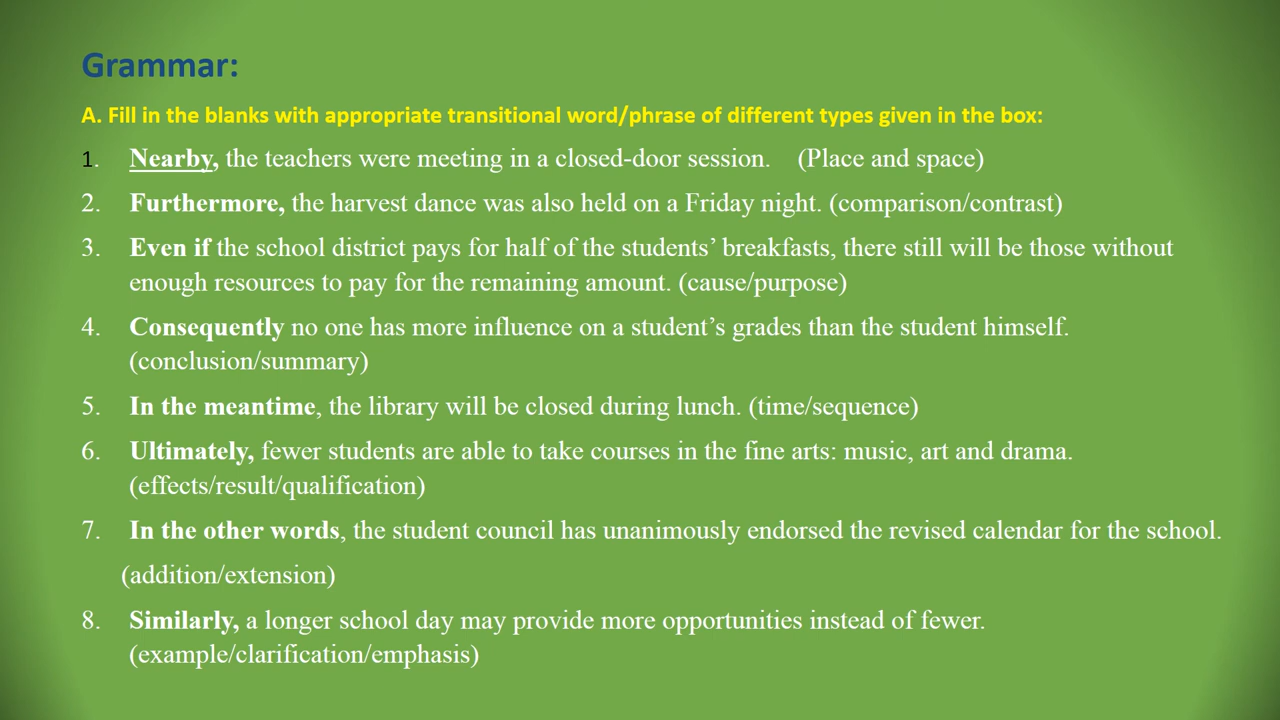 Grammar:
A. Fill in the blanks with appropriate transitional word/phrase of different types given in the box:
1. Nearby, the teachers were meeting in a closed-door session. (Place and space)
2. Furthermore, the harvest dance was also held on a Friday night. (comparison/contrast)
3. Even if the school district pays for half of the students’ breakfasts, there still will be those without
enough resources to pay for the remaining amount. (cause/purpose)
4. Consequently no one has more influence on a student’s grades than the student himself.
(conclusion/summary)
5. In the meantime, the library will be closed during lunch. (time/sequence)
6. Ultimately, fewer students are able to take courses in the fine arts: music, art and drama.
(effects/result/qualification)
7. In the other words, the student council has unanimously endorsed the revised calendar for the school.
(addition/extension)
8. Similarly, a longer school day may provide more opportunities instead of fewer.
(example/clarification/emphasis)